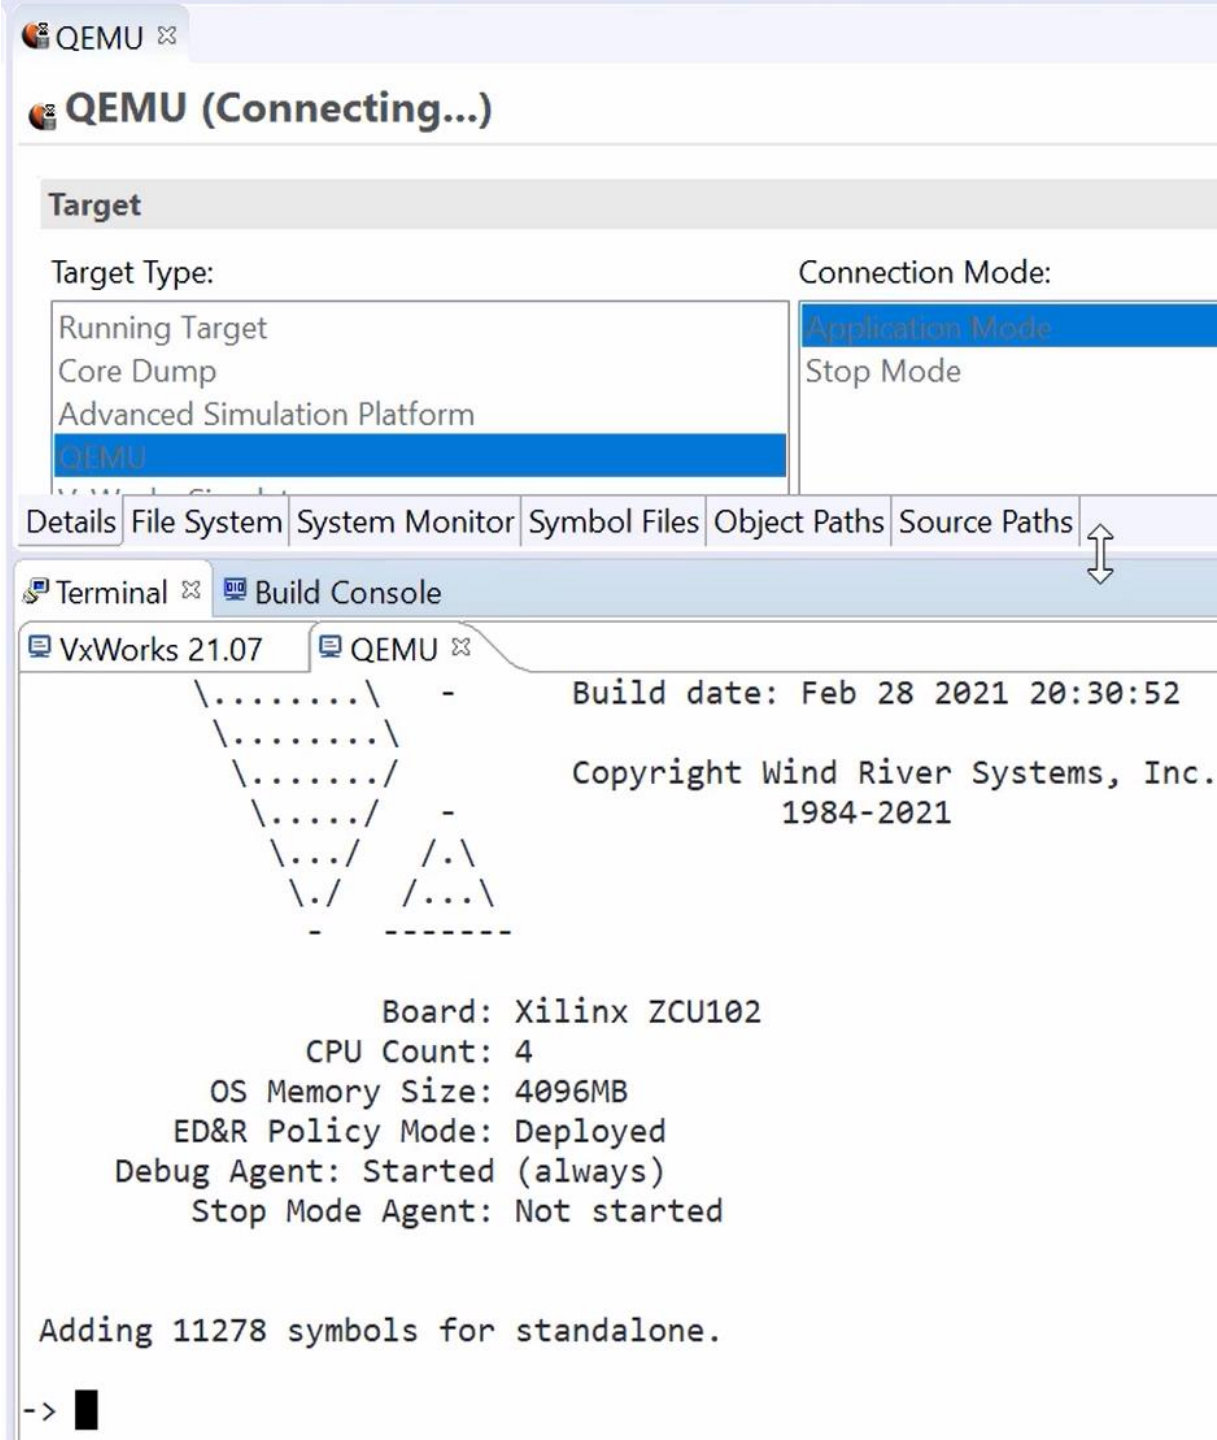 QEMU
QEMU (Connecting...)
Target
Target Type:
Connection Mode:
Running Target
Core Dump
Advanced Simulation Platform
QEMU
Application Mode
Stop Mode
Details File System System Monitor Symbol Files Object Paths Source Paths
Terminal Build Console
VxWorks 21.07 QEMU
\........\    -      Build date: Feb 28 2021 20:30:52
\........\
\......./         Copyright Wind River Systems, Inc.
\...../   -                 1984-2021
\.../   /.\
\./   /...\
-   -------
Board: Xilinx ZCU102
CPU Count: 4
OS Memory Size: 4096MB
ED&R Policy Mode: Deployed
Debug Agent: Started (always)
Stop Mode Agent: Not started
Adding 11278 symbols for standalone.
->